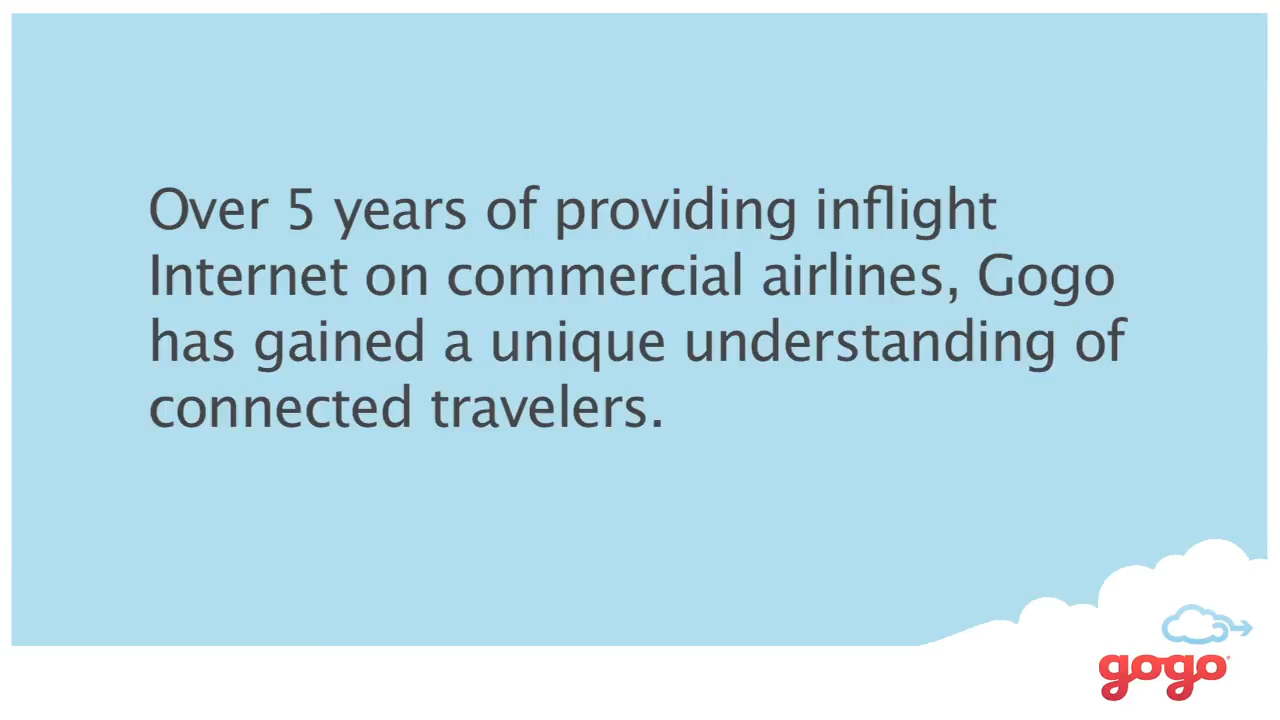 Over 5 years of providing inflight
Internet on commercial airlines, Gogo
has gained a unique understanding of
connected travelers.
gogo